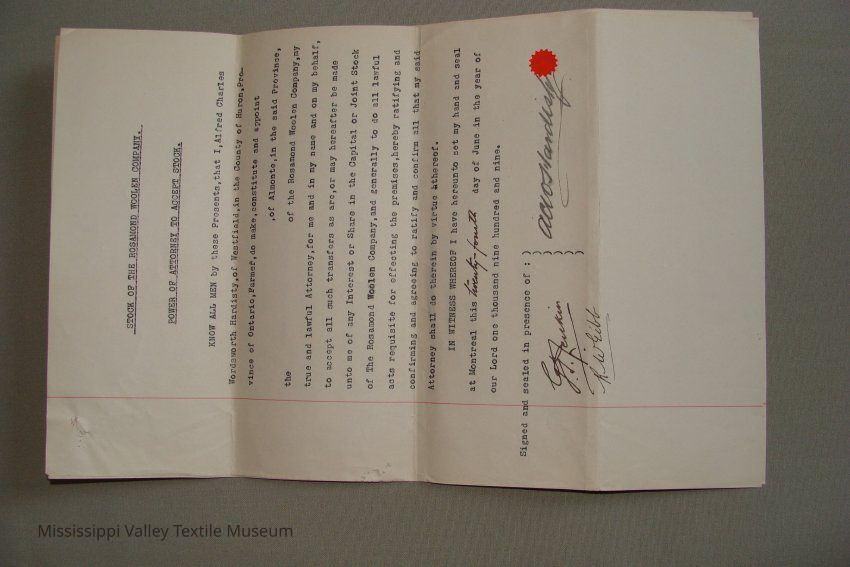 STOCK OF THE ROSAMOND WOOLEN COMPANY.
POWER OF ATTORNEY TO ACCEPT STOCK.
KNOW ALL MEN by these Presents,that I,Alfred Charles
Wordsworth Hardisty,of Westfield,in the County of Huron,Pro-
vince of Ontario,Farmer,do make,constitute and appoint
,of Almonte,in the said Province,
the of the Rosamond Woolen Company,my
true and lawful Attorney,for me and in my name and on my behalf,
to accept all such transfers as are,or may hereafter be made
unto me of any Interest or Share in the Capital or Joint Stock
of The Rosamond Woolen Company,and generally to do all lawful
acts requisite for effecting the premises,hereby ratifying and
confirming and agreeing to ratify and confirm all that my said
Attorney shall do therein by virtue thereof.
IN WITNESS WHEREOF I have hereunto set my hand and seal
at Montreal this twenty-fourth day of June in the year of
our Lord one thousand nine hundred and nine.
Signed and sealed in presence of : )
ACW Hardisty
Mississippi Valley Textile Museum